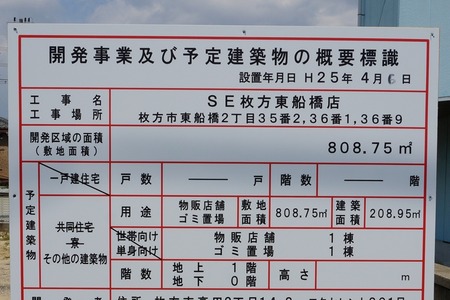 開発事業及び予定建築物の概要標識
設置年月日 H25年 4月 6日
工事名 SE枚方東船橋店
工事場所 枚方市東船橋2丁目35番2,36番1,36番9
開発区域の面積
(敷地面積) 808.75㎡
予定建築物
一戸建住宅 戸数 ― 戸 階数 ― 階
共同住宅
寮
その他の建築物
用途 物販店舗 ゴミ置場 敷地面積 808.75㎡ 建築面積 208.95㎡
世帯向け 物販店舗 1棟
単身向け ゴミ置場 1棟
階数 地上 1階 地下 0階 高さ m